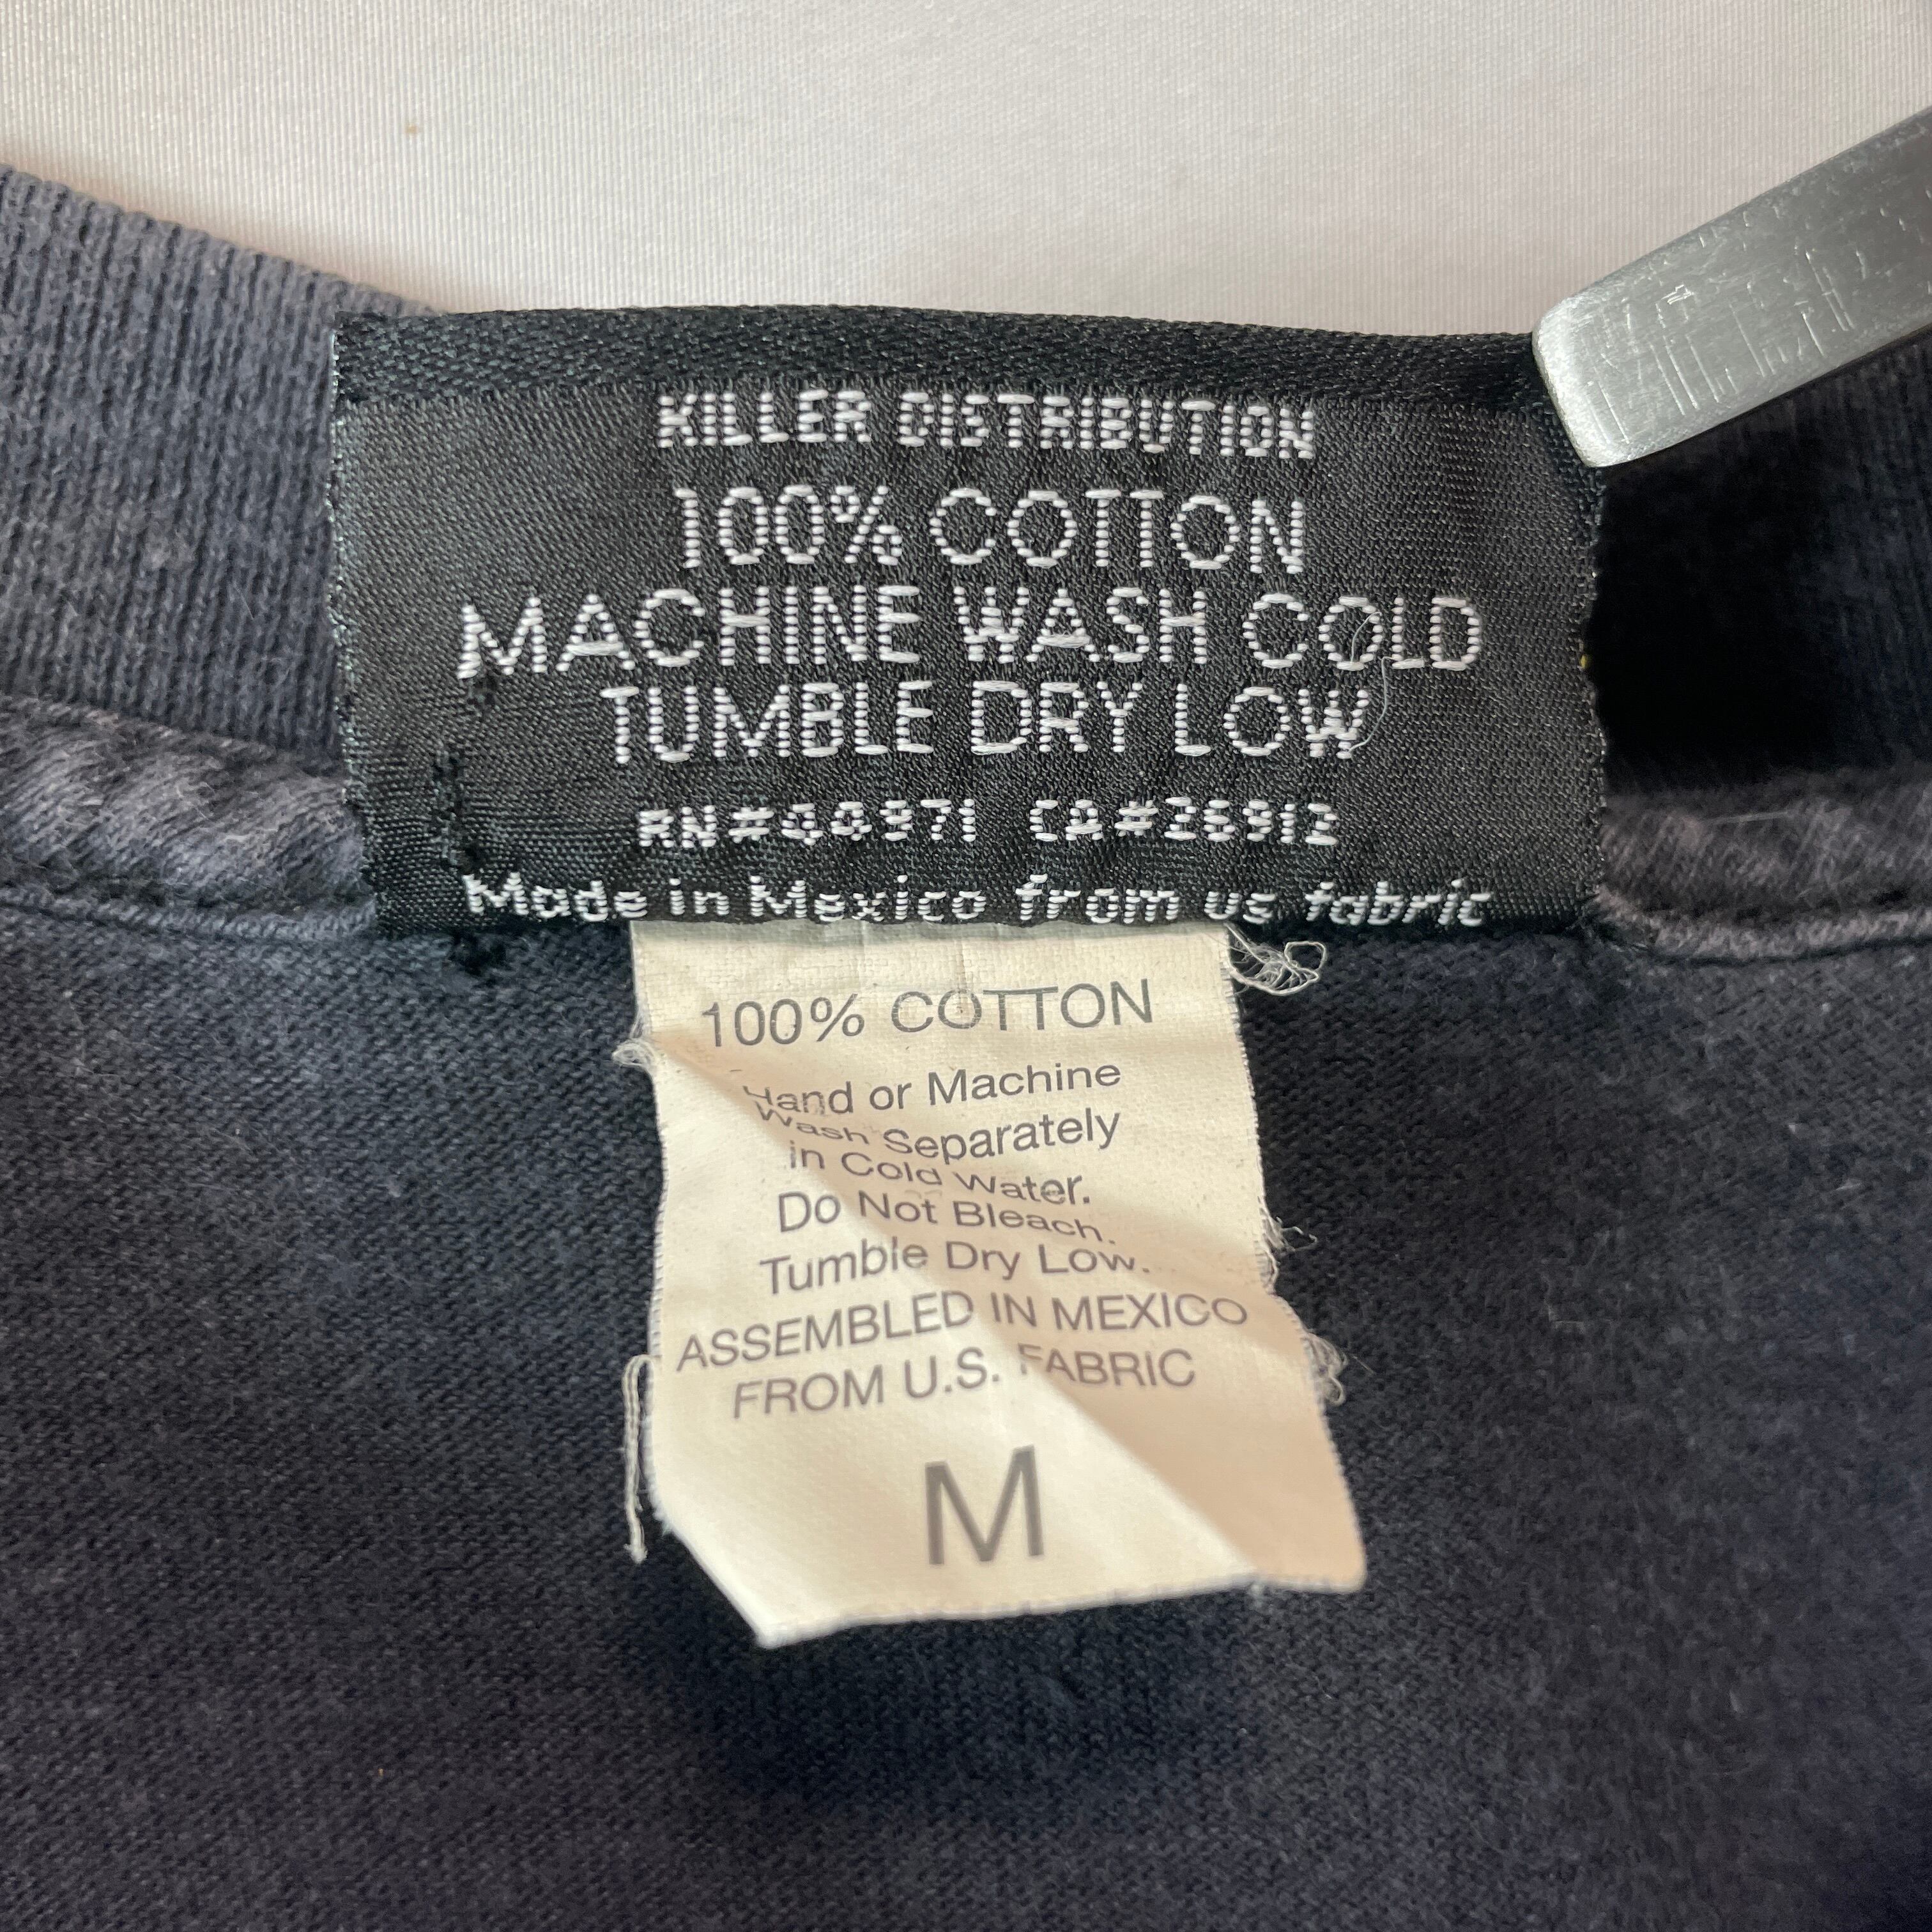 KILLER DISTRIBUTION
100% COTTON
MACHINE WASH COLD
TUMBLE DRY LOW
RN#44971 CA#26912
Made in Mexico from us fabric
100% COTTON
Hand or Machine
Wash Separately
in Cold Water.
Do Not Bleach.
Tumble Dry Low.
ASSEMBLED IN MEXICO
FROM U.S. FABRIC
M